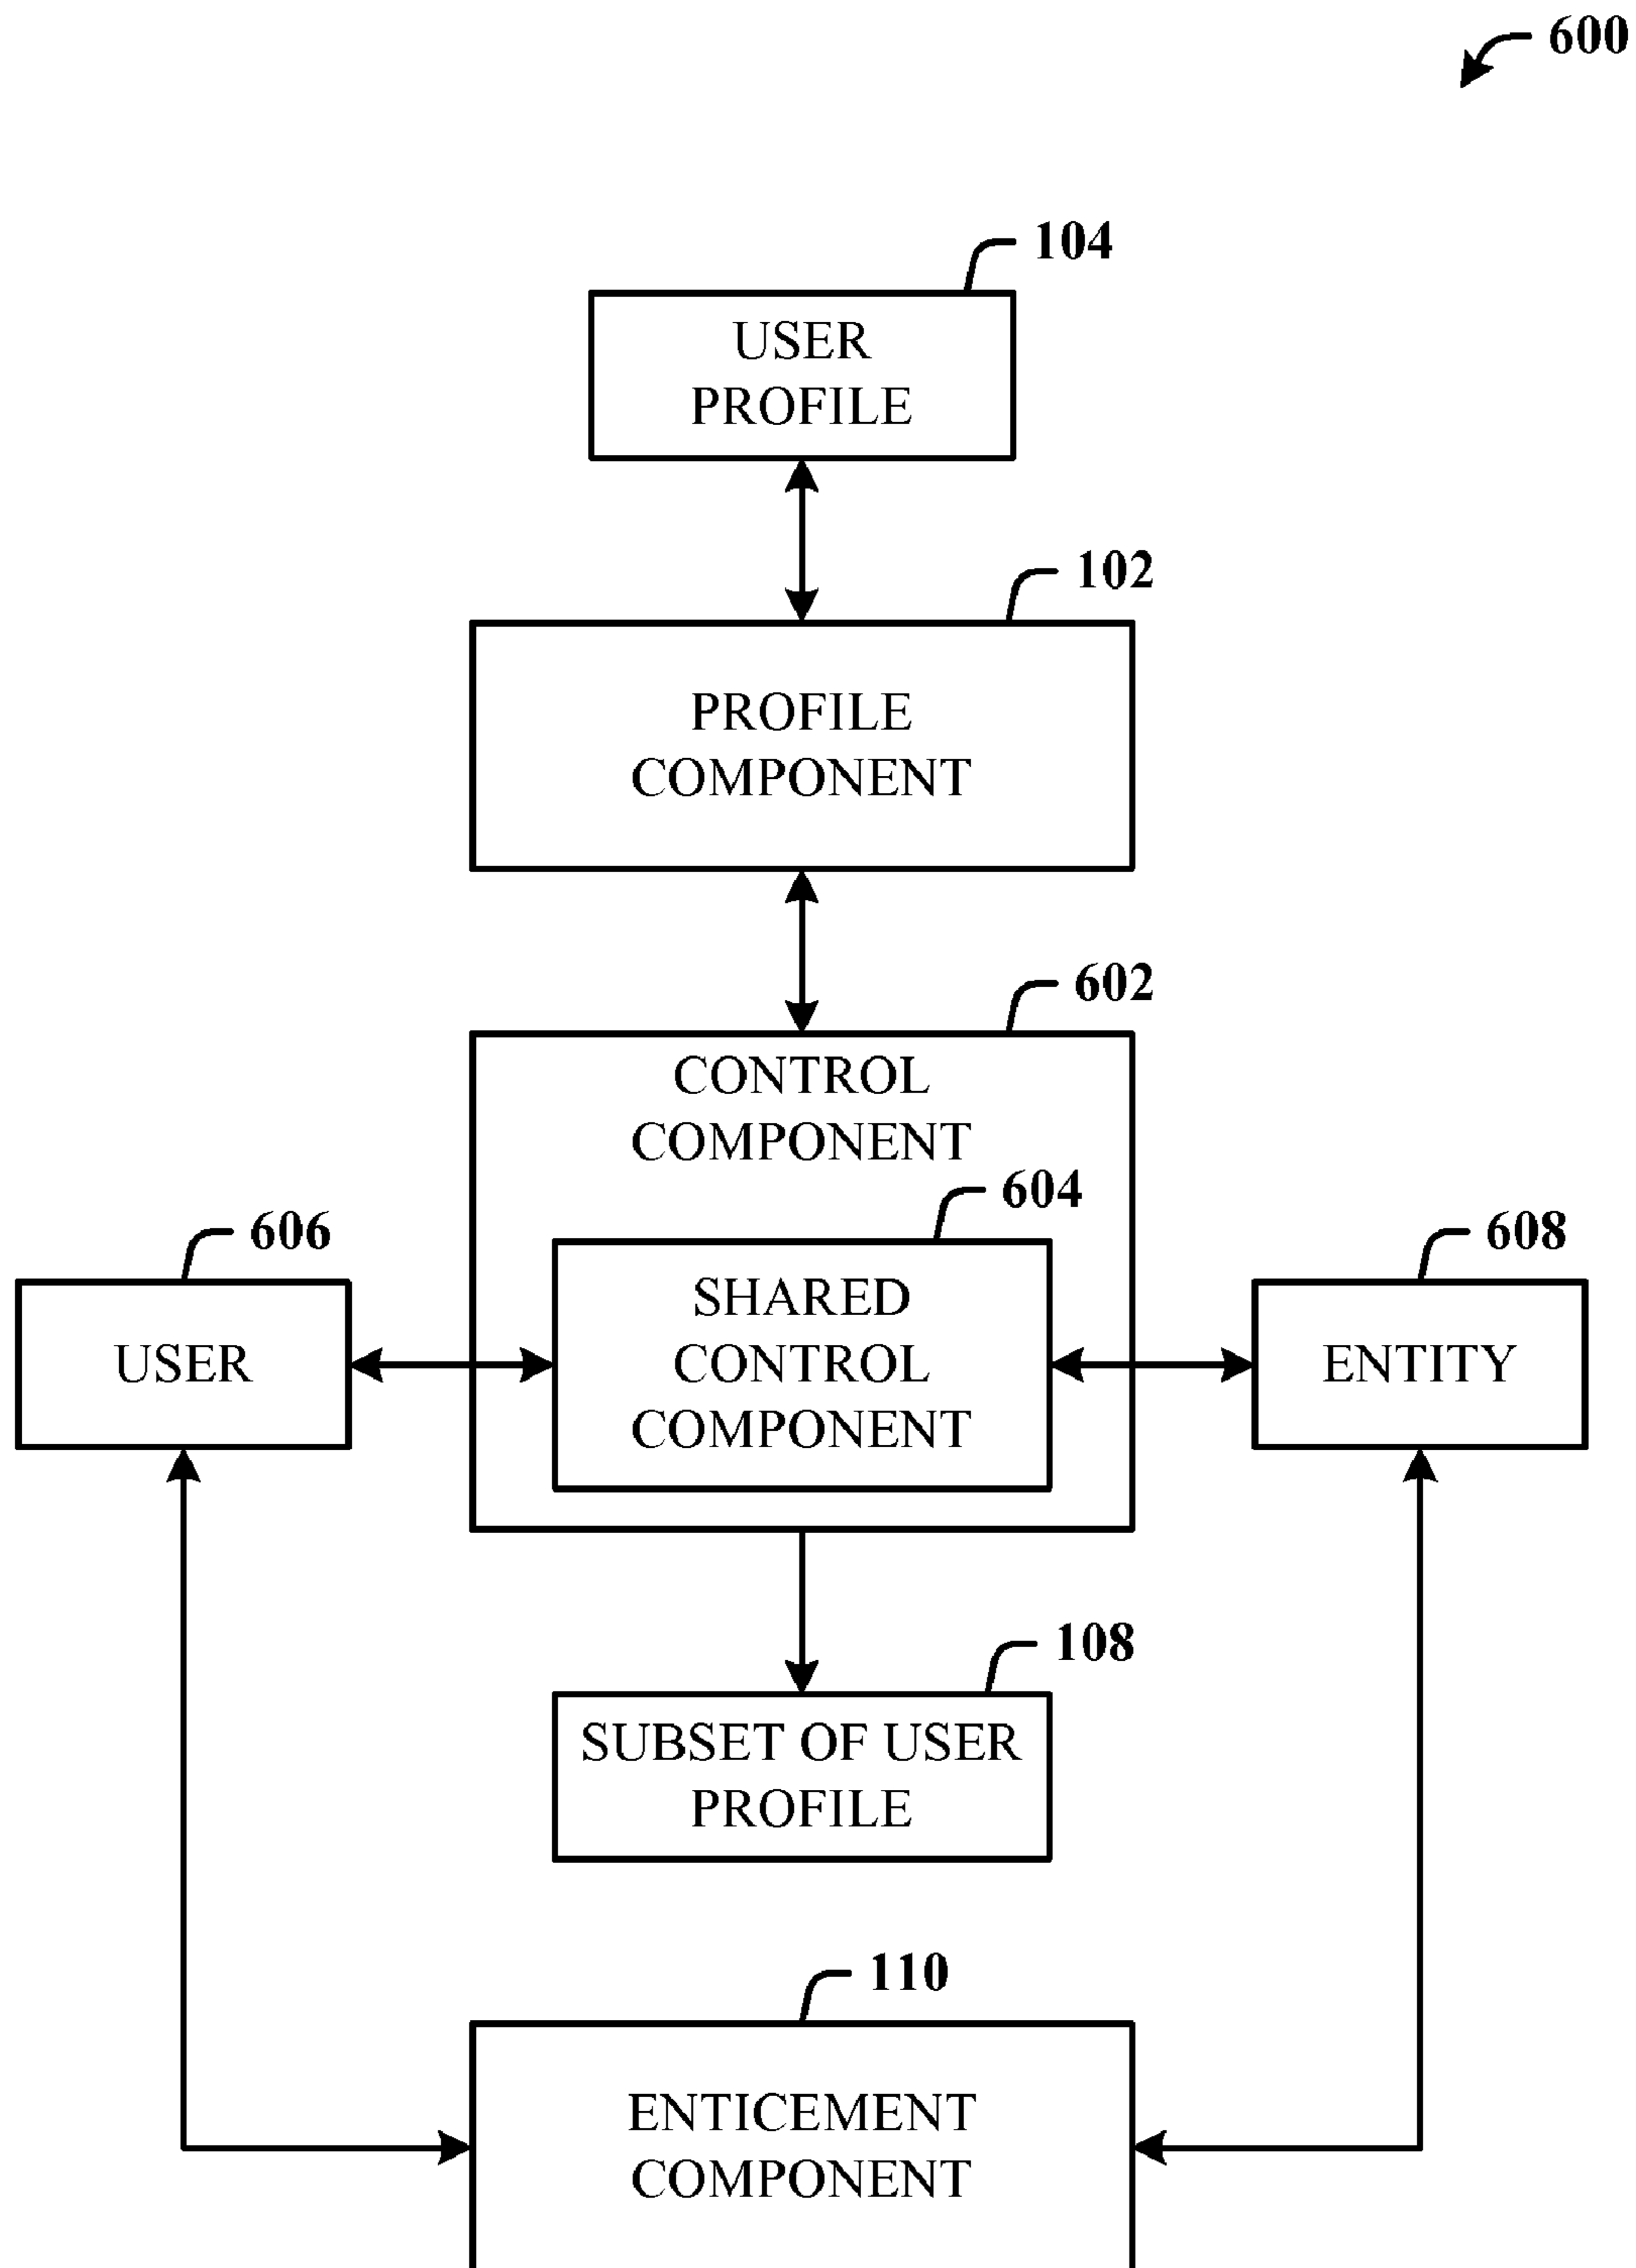 600
104
USER
PROFILE
102
PROFILE
COMPONENT
602
CONTROL
COMPONENT
604
606
608
SHARED
CONTROL
COMPONENT
USER
ENTITY
108
SUBSET OF USER
PROFILE
110
ENTICEMENT
COMPONENT